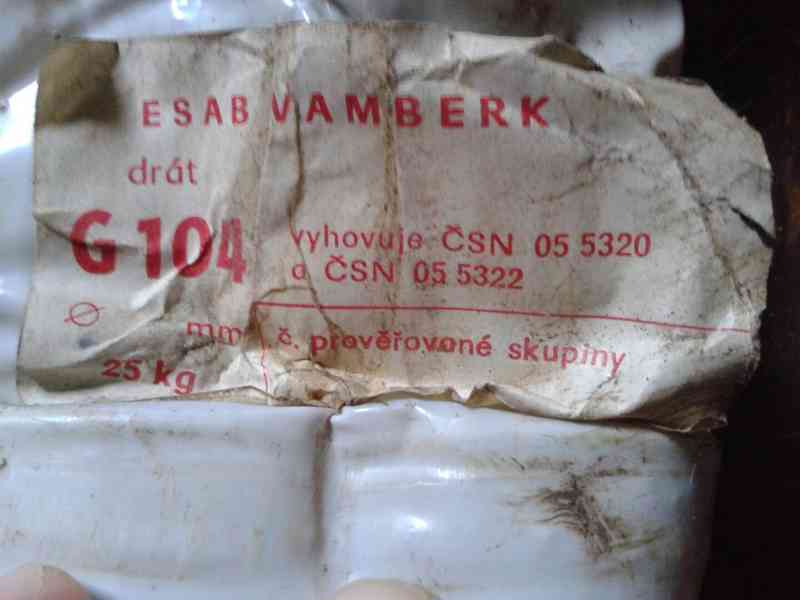 ESAB VAMBERK
drát
G 104
vyhovuje ČSN 05 5320
a ČSN 05 5322
⌀ mm
č. prověřované skupiny
25 kg